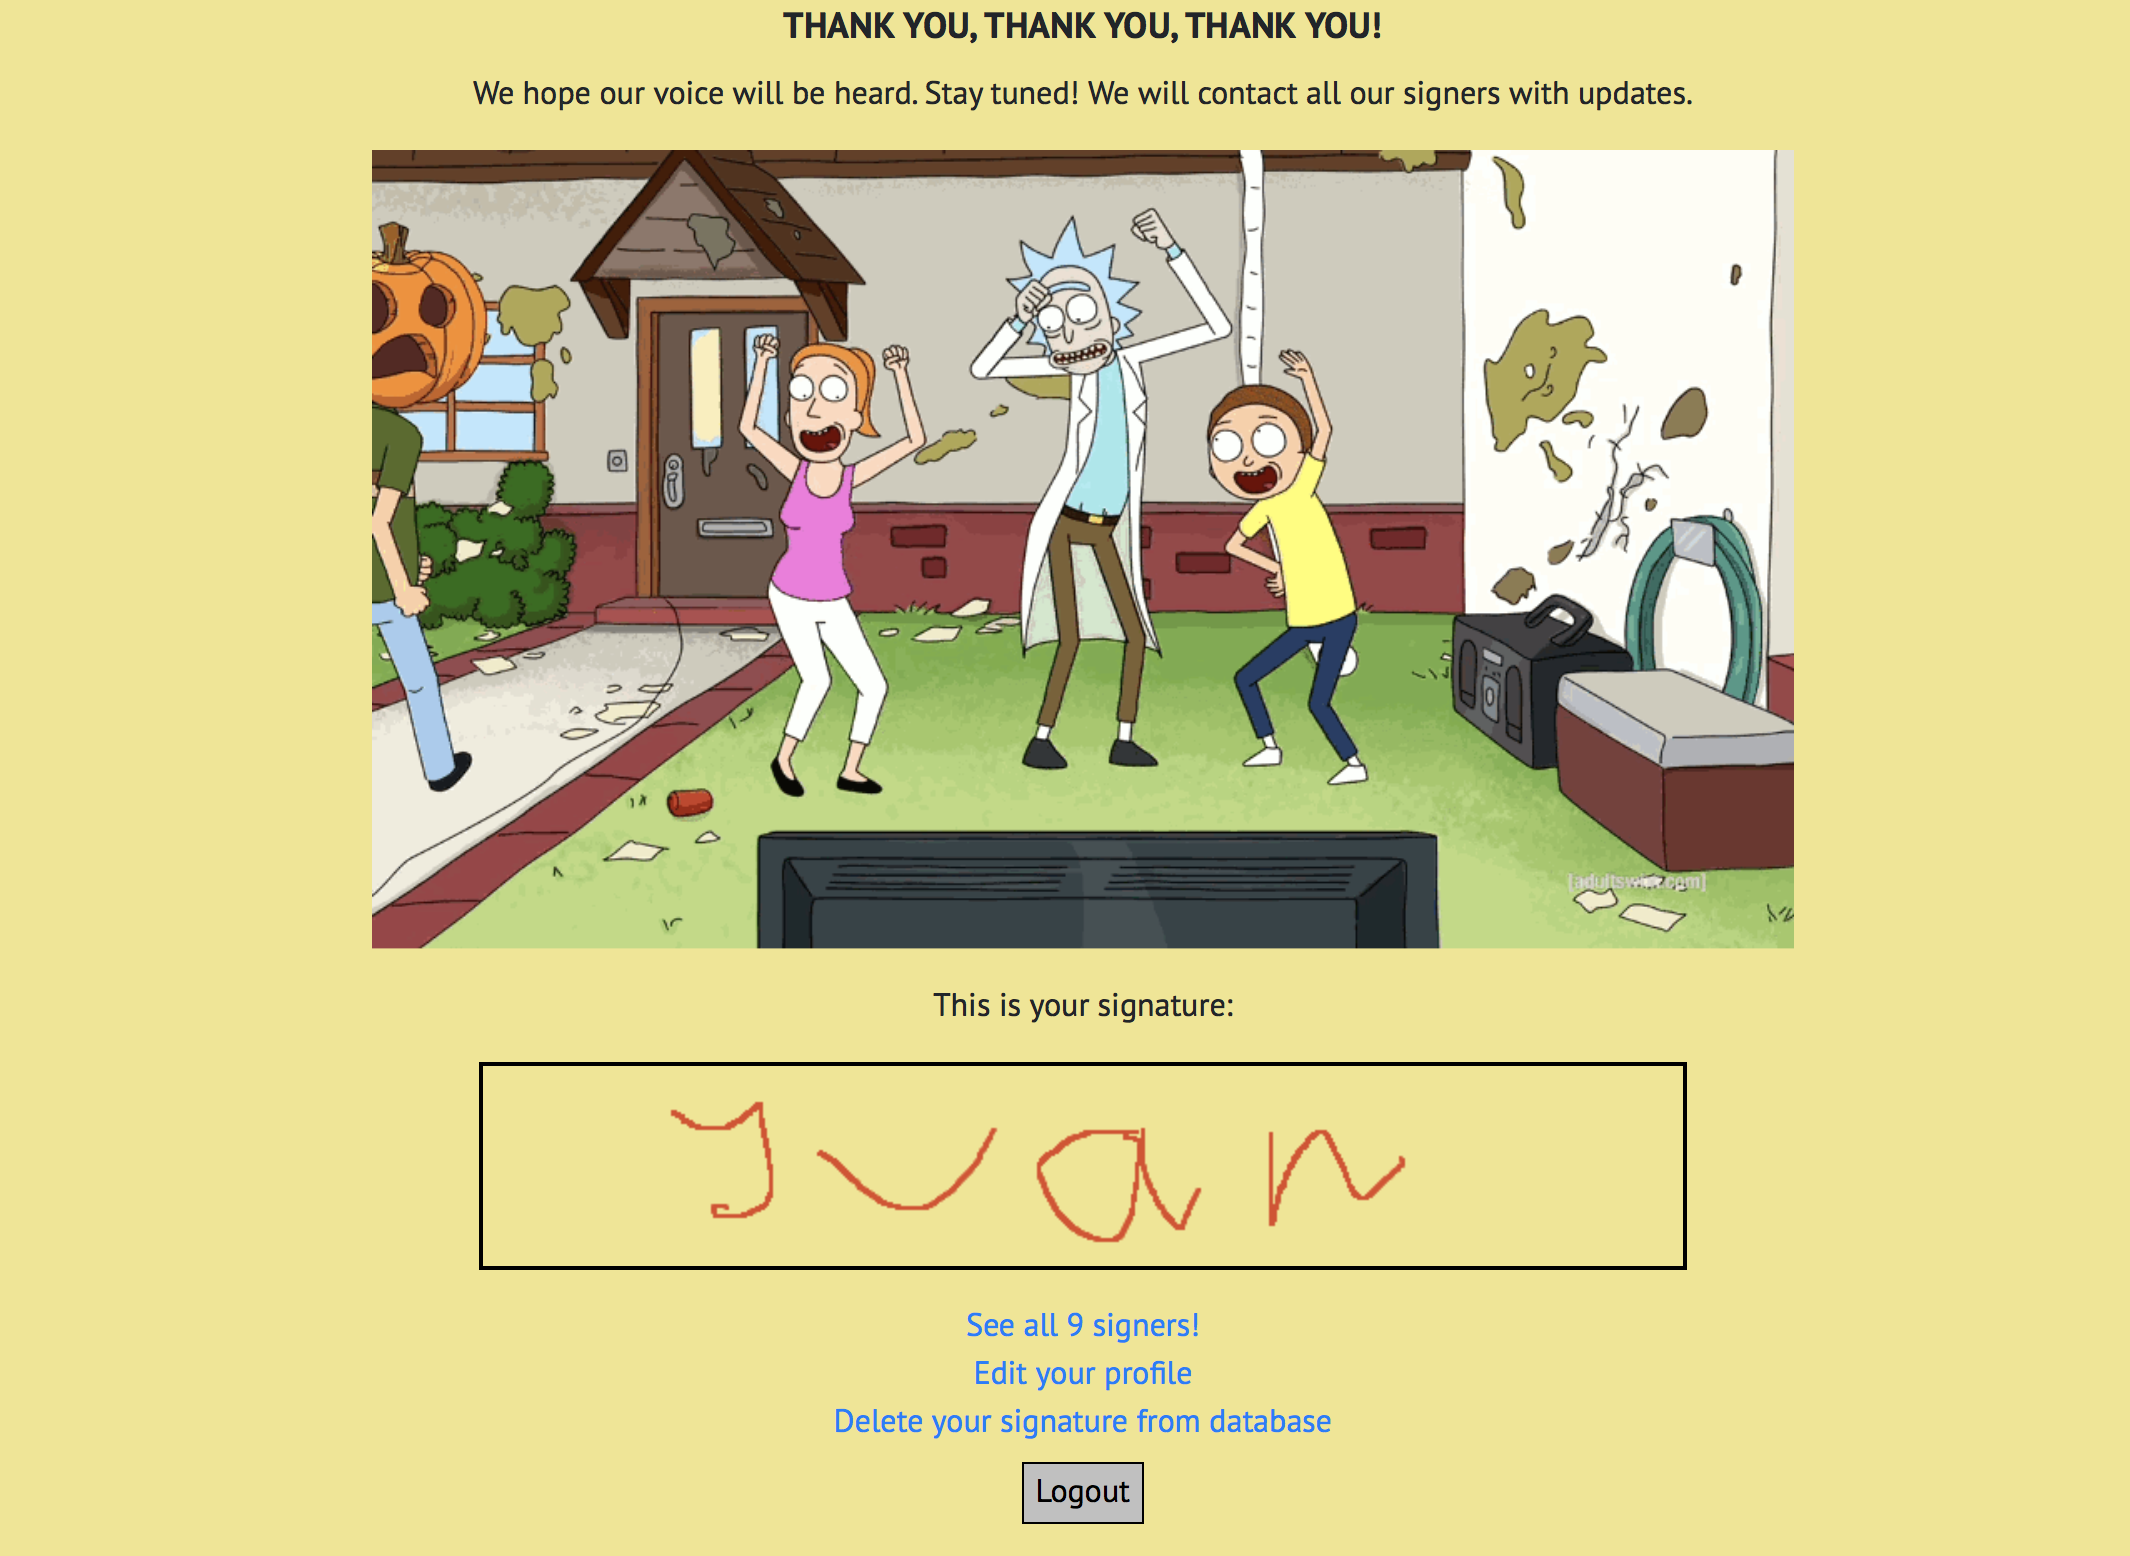 THANK YOU, THANK YOU, THANK YOU!
We hope our voice will be heard. Stay tuned! We will contact all our signers with updates.
[adultswim.com]
This is your signature:
Ivan
See all 9 signers!
Edit your profile
Delete your signature from database
Logout